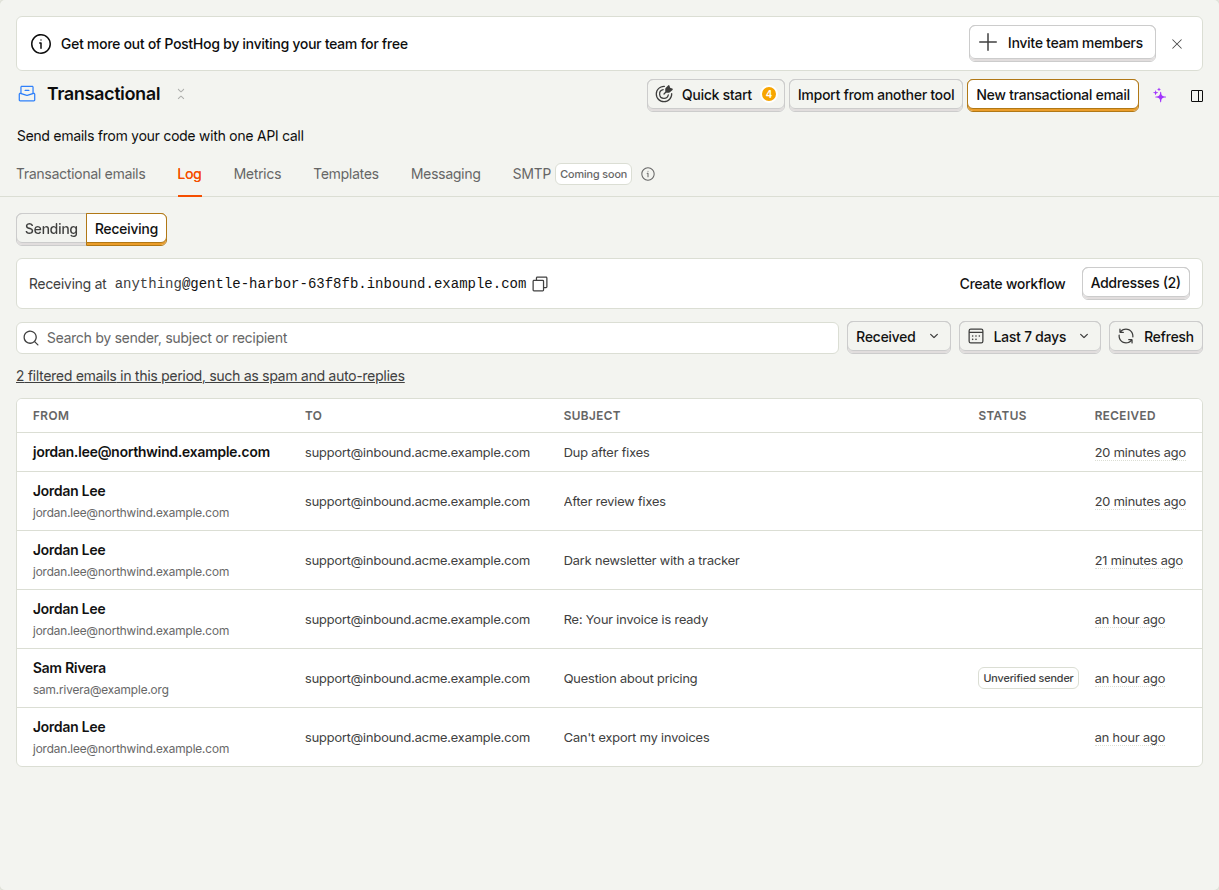 Get more out of PostHog by inviting your team for free
Invite team members
Transactional
Quick start 4
Import from another tool
New transactional email
Send emails from your code with one API call
Transactional emails
Log
Metrics
Templates
Messaging
SMTP Coming soon
Sending
Receiving
Receiving at anything@gentle-harbor-63f8fb.inbound.example.com
Create workflow
Addresses (2)
Search by sender, subject or recipient
Received
Last 7 days
Refresh
2 filtered emails in this period, such as spam and auto-replies
FROM TO SUBJECT STATUS RECEIVED
jordan.lee@northwind.example.com support@inbound.acme.example.com Dup after fixes 20 minutes ago
Jordan Lee
jordan.lee@northwind.example.com support@inbound.acme.example.com After review fixes 20 minutes ago
Jordan Lee
jordan.lee@northwind.example.com support@inbound.acme.example.com Dark newsletter with a tracker 21 minutes ago
Jordan Lee
jordan.lee@northwind.example.com support@inbound.acme.example.com Re: Your invoice is ready an hour ago
Sam Rivera
sam.rivera@example.org support@inbound.acme.example.com Question about pricing Unverified sender an hour ago
Jordan Lee
jordan.lee@northwind.example.com support@inbound.acme.example.com Can't export my invoices an hour ago